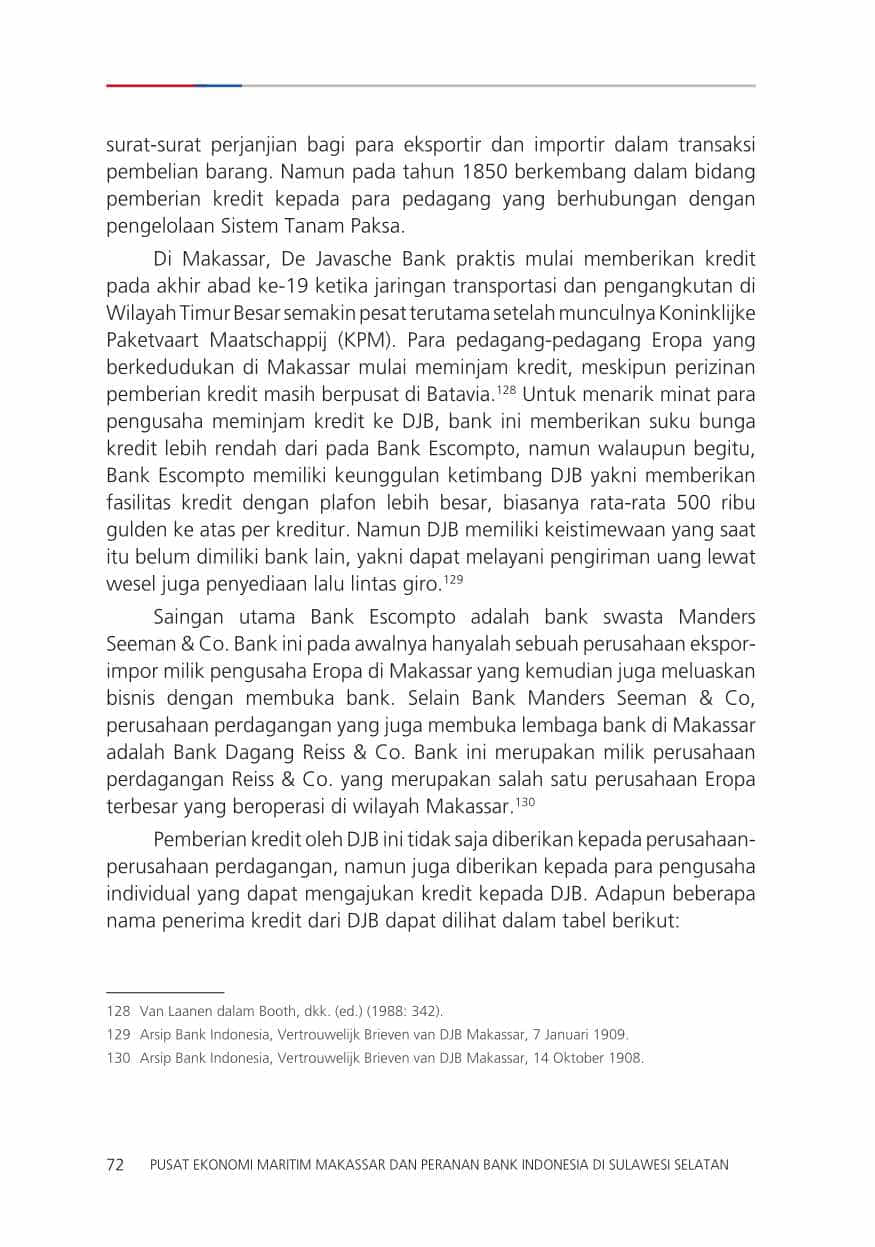 surat-surat perjanjian bagi para eksportir dan importir dalam transaksi
pembelian barang. Namun pada tahun 1850 berkembang dalam bidang
pemberian kredit kepada para pedagang yang berhubungan dengan
pengelolaan Sistem Tanam Paksa.
Di Makassar, De Javasche Bank praktis mulai memberikan kredit
pada akhir abad ke-19 ketika jaringan transportasi dan pengangkutan di
Wilayah Timur Besar semakin pesat terutama setelah munculnya Koninklijke
Paketvaart Maatschappij (KPM). Para pedagang-pedagang Eropa yang
berkedudukan di Makassar mulai meminjam kredit, meskipun perizinan
pemberian kredit masih berpusat di Batavia.128 Untuk menarik minat para
pengusaha meminjam kredit ke DJB, bank ini memberikan suku bunga
kredit lebih rendah dari pada Bank Escompto, namun walaupun begitu,
Bank Escompto memiliki keunggulan ketimbang DJB yakni memberikan
fasilitas kredit dengan plafon lebih besar, biasanya rata-rata 500 ribu
gulden ke atas per kreditur. Namun DJB memiliki keistimewaan yang saat
itu belum dimiliki bank lain, yakni dapat melayani pengiriman uang lewat
wesel juga penyediaan lalu lintas giro.129
Saingan utama Bank Escompto adalah bank swasta Manders
Seeman & Co. Bank ini pada awalnya hanyalah sebuah perusahaan ekspor-
impor milik pengusaha Eropa di Makassar yang kemudian juga meluaskan
bisnis dengan membuka bank. Selain Bank Manders Seeman & Co,
perusahaan perdagangan yang juga membuka lembaga bank di Makassar
adalah Bank Dagang Reiss & Co. Bank ini merupakan milik perusahaan
perdagangan Reiss & Co. yang merupakan salah satu perusahaan Eropa
terbesar yang beroperasi di wilayah Makassar.130
Pemberian kredit oleh DJB ini tidak saja diberikan kepada perusahaan-
perusahaan perdagangan, namun juga diberikan kepada para pengusaha
individual yang dapat mengajukan kredit kepada DJB. Adapun beberapa
nama penerima kredit dari DJB dapat dilihat dalam tabel berikut:
128 Van Laanen dalam Booth, dkk. (ed.) (1988: 342).
129 Arsip Bank Indonesia, Vertrouwelijk Brieven van DJB Makassar, 7 Januari 1909.
130 Arsip Bank Indonesia, Vertrouwelijk Brieven van DJB Makassar, 14 Oktober 1908.
72 PUSAT EKONOMI MARITIM MAKASSAR DAN PERANAN BANK INDONESIA DI SULAWESI SELATAN